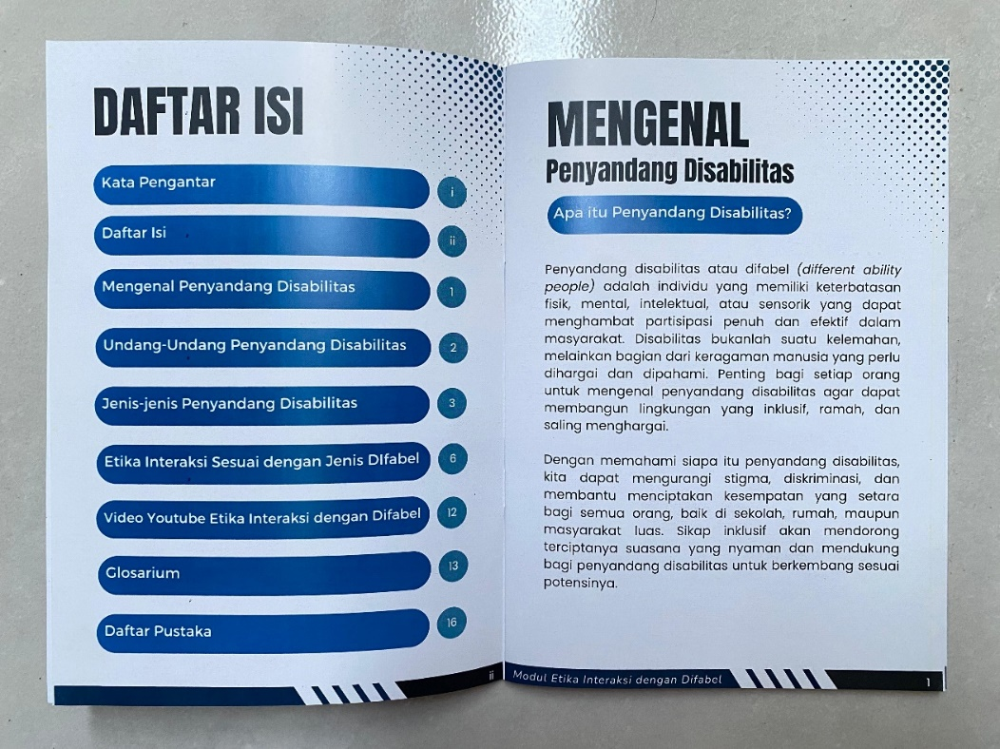 DAFTAR ISI
Kata Pengantar
i
Daftar Isi
ii
Mengenal Penyandang Disabilitas
1
Undang-Undang Penyandang Disabilitas
2
Jenis-jenis Penyandang Disabilitas
3
Etika Interaksi Sesuai dengan Jenis DIfabel
6
Video Youtube Etika Interaksi dengan Difabel
12
Glosarium
13
Daftar Pustaka
16
ii
MENGENAL
Penyandang Disabilitas
Apa itu Penyandang Disabilitas?
Penyandang disabilitas atau difabel (different ability
people) adalah individu yang memiliki keterbatasan
fisik, mental, intelektual, atau sensorik yang dapat
menghambat partisipasi penuh dan efektif dalam
masyarakat. Disabilitas bukanlah suatu kelemahan,
melainkan bagian dari keragaman manusia yang perlu
dihargai dan dipahami. Penting bagi setiap orang
untuk mengenal penyandang disabilitas agar dapat
membangun lingkungan yang inklusif, ramah, dan
saling menghargai.
Dengan memahami siapa itu penyandang disabilitas,
kita dapat mengurangi stigma, diskriminasi, dan
membantu menciptakan kesempatan yang setara
bagi semua orang, baik di sekolah, rumah, maupun
masyarakat luas. Sikap inklusif akan mendorong
terciptanya suasana yang nyaman dan mendukung
bagi penyandang disabilitas untuk berkembang sesuai
potensinya.
Modul Etika Interaksi dengan Difabel
1